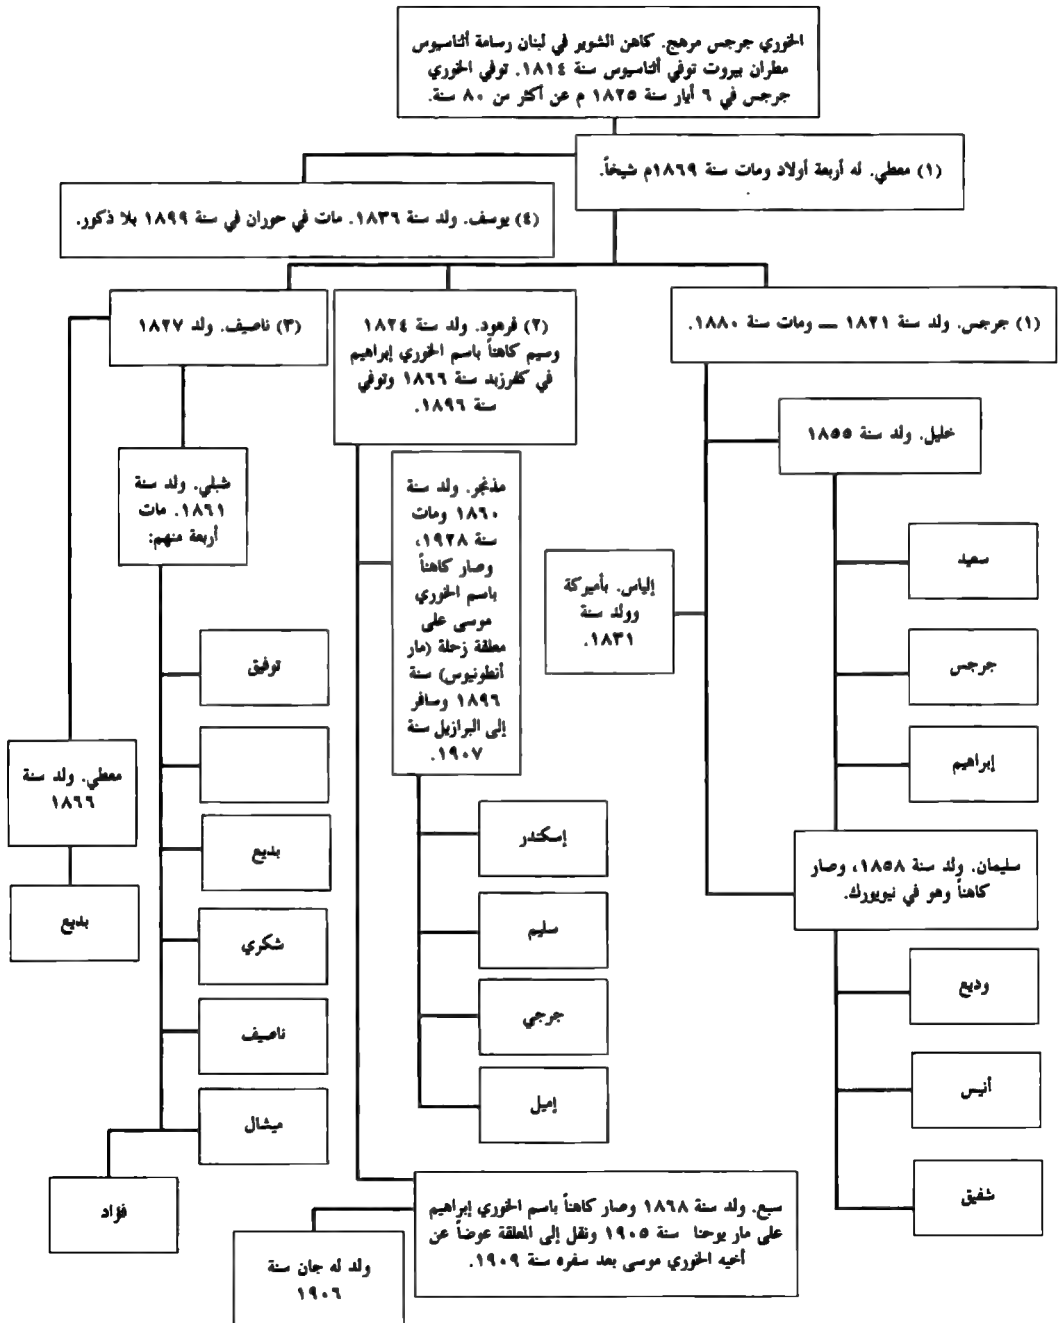 الخوري جرجس مرهج. كاهن الشوير في لبنان رسامة أثناسيوس
مطران بيروت توفي أثناسيوس سنة ١٨١٤. توفي الخوري
جرجس في ٦ أيار سنة ١٨٢٥ م عن أكثر من ٨٠ سنة.
(١) معطي. له أربعة أولاد ومات سنة ١٨٦٩م شيخاً.
(٤) يوسف. ولد سنة ١٨٣٦. مات في حوران في سنة ١٨٩٩ بلا ذكور.
(١) جرجس. ولد سنة ١٨٢١ — ومات سنة ١٨٨٠.
(٢) فرهود. ولد سنة ١٨٢٤
وسيم كاهناً باسم الخوري إبراهيم
في كفرزبد سنة ١٨٦٦ وتوفي
سنة ١٨٩٦.
(٣) ناصيف. ولد ١٨٢٧
خليل. ولد سنة ١٨٥٥
سعيد
جرجس
إبراهيم
إلياس. بأميركة
وولد سنة
١٨٣١.
سليمان. ولد سنة ١٨٥٨، وصار
كاهناً وهو في نيويورك.
وديع
أنيس
شفيق
مذنجر. ولد سنة
١٨٦٠ ومات
سنة ١٩٢٨،
وصار كاهناً
باسم الخوري
موسى على
معلقة زحلة (مار
أنطونيوس) سنة
١٨٩٦ وسافر
إلى البرازيل سنة
١٩٠٧.
إسكندر
سليم
جرجي
إميل
سبع. ولد سنة ١٨٦٨ وصار كاهناً باسم الخوري إبراهيم
على مار يوحنا سنة ١٩٠٥ ونقل إلى المعلقة عوضاً عن
أخيه الخوري موسى بعد سفره سنة ١٩٠٩.
ولد له جان سنة
١٩٠٦
شبلي. ولد سنة
١٨٦١. مات
أربعة منهم:
توفيق
بديع
شكري
ناصيف
ميشال
فؤاد
معطي. ولد سنة
١٨٦٦
بديع